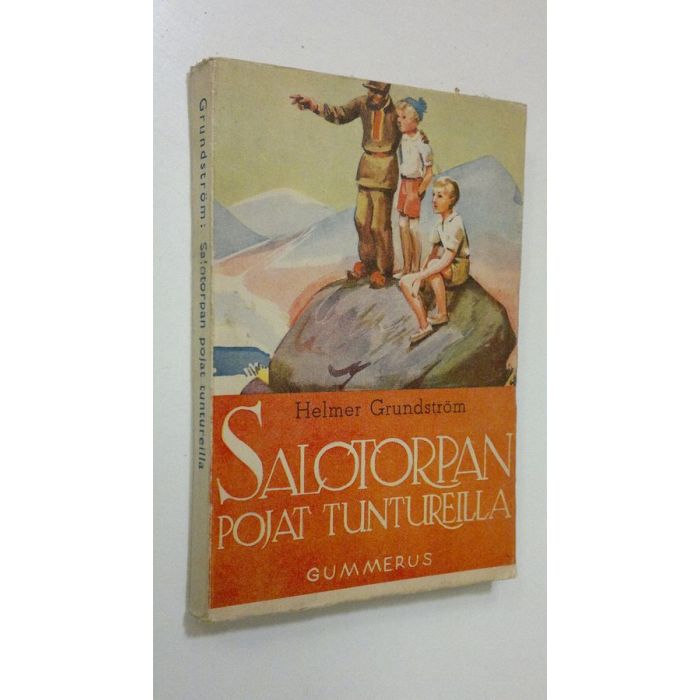 Grundström: Salotorpan pojat tuntureilla
Helmer Grundström
SALOTORPAN
POJAT TUNTUREILLA
GUMMERUS